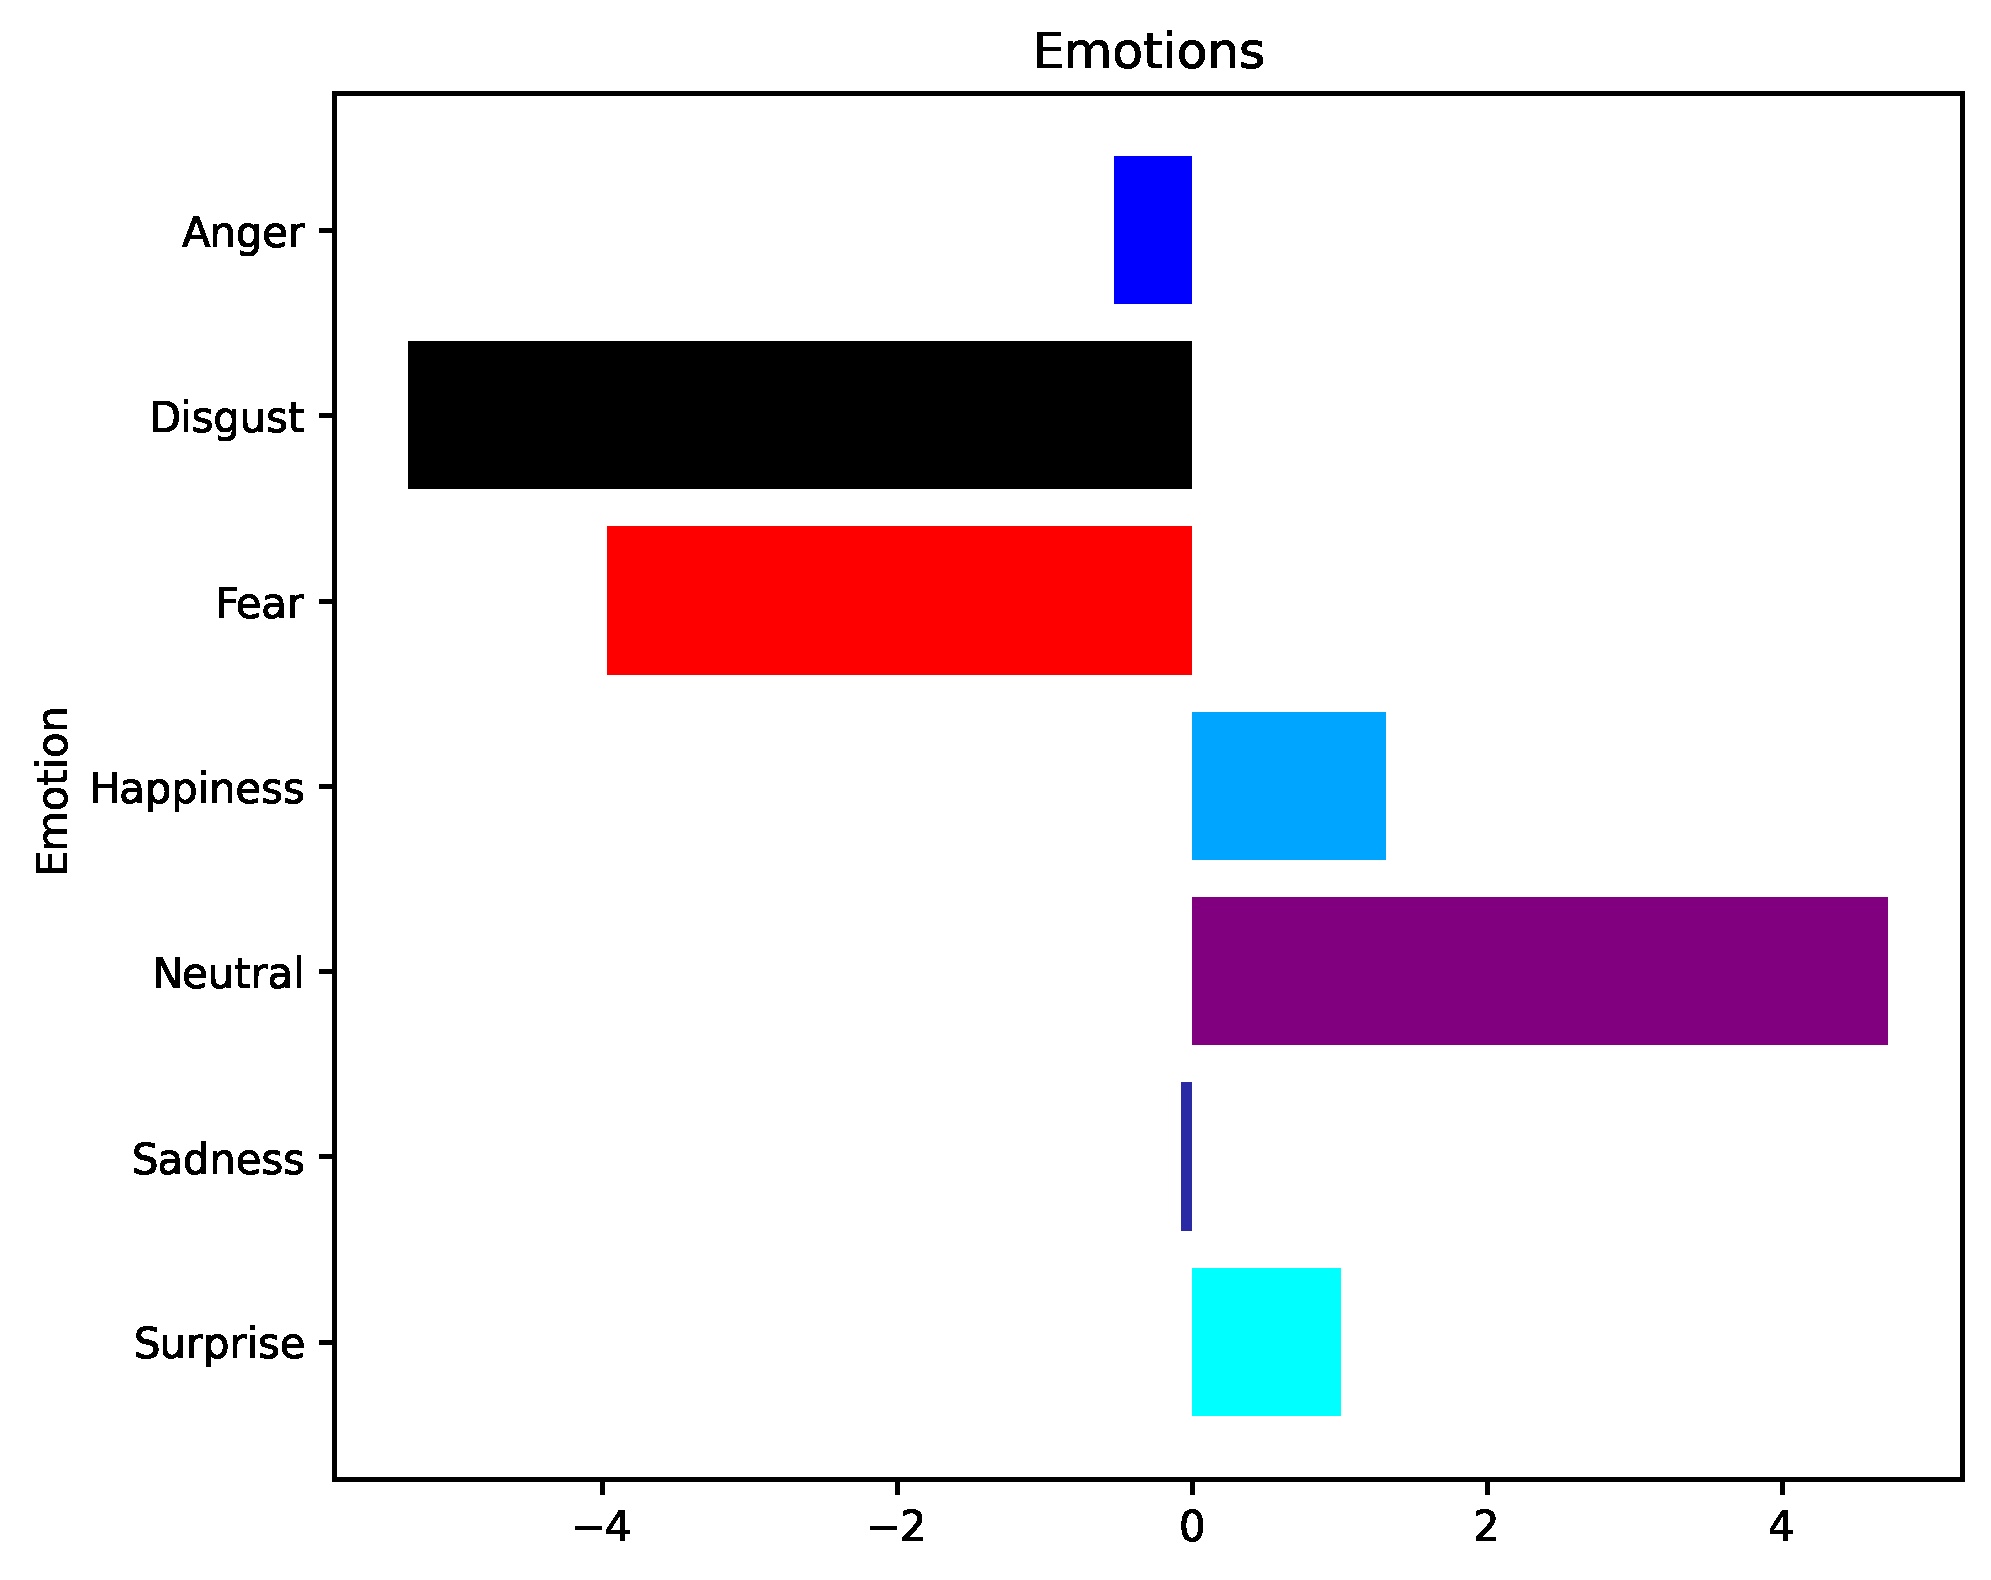 Emotions
Anger
Disgust
Fear
Happiness
Neutral
Sadness
Surprise
Emotion
−4 −2 0 2 4